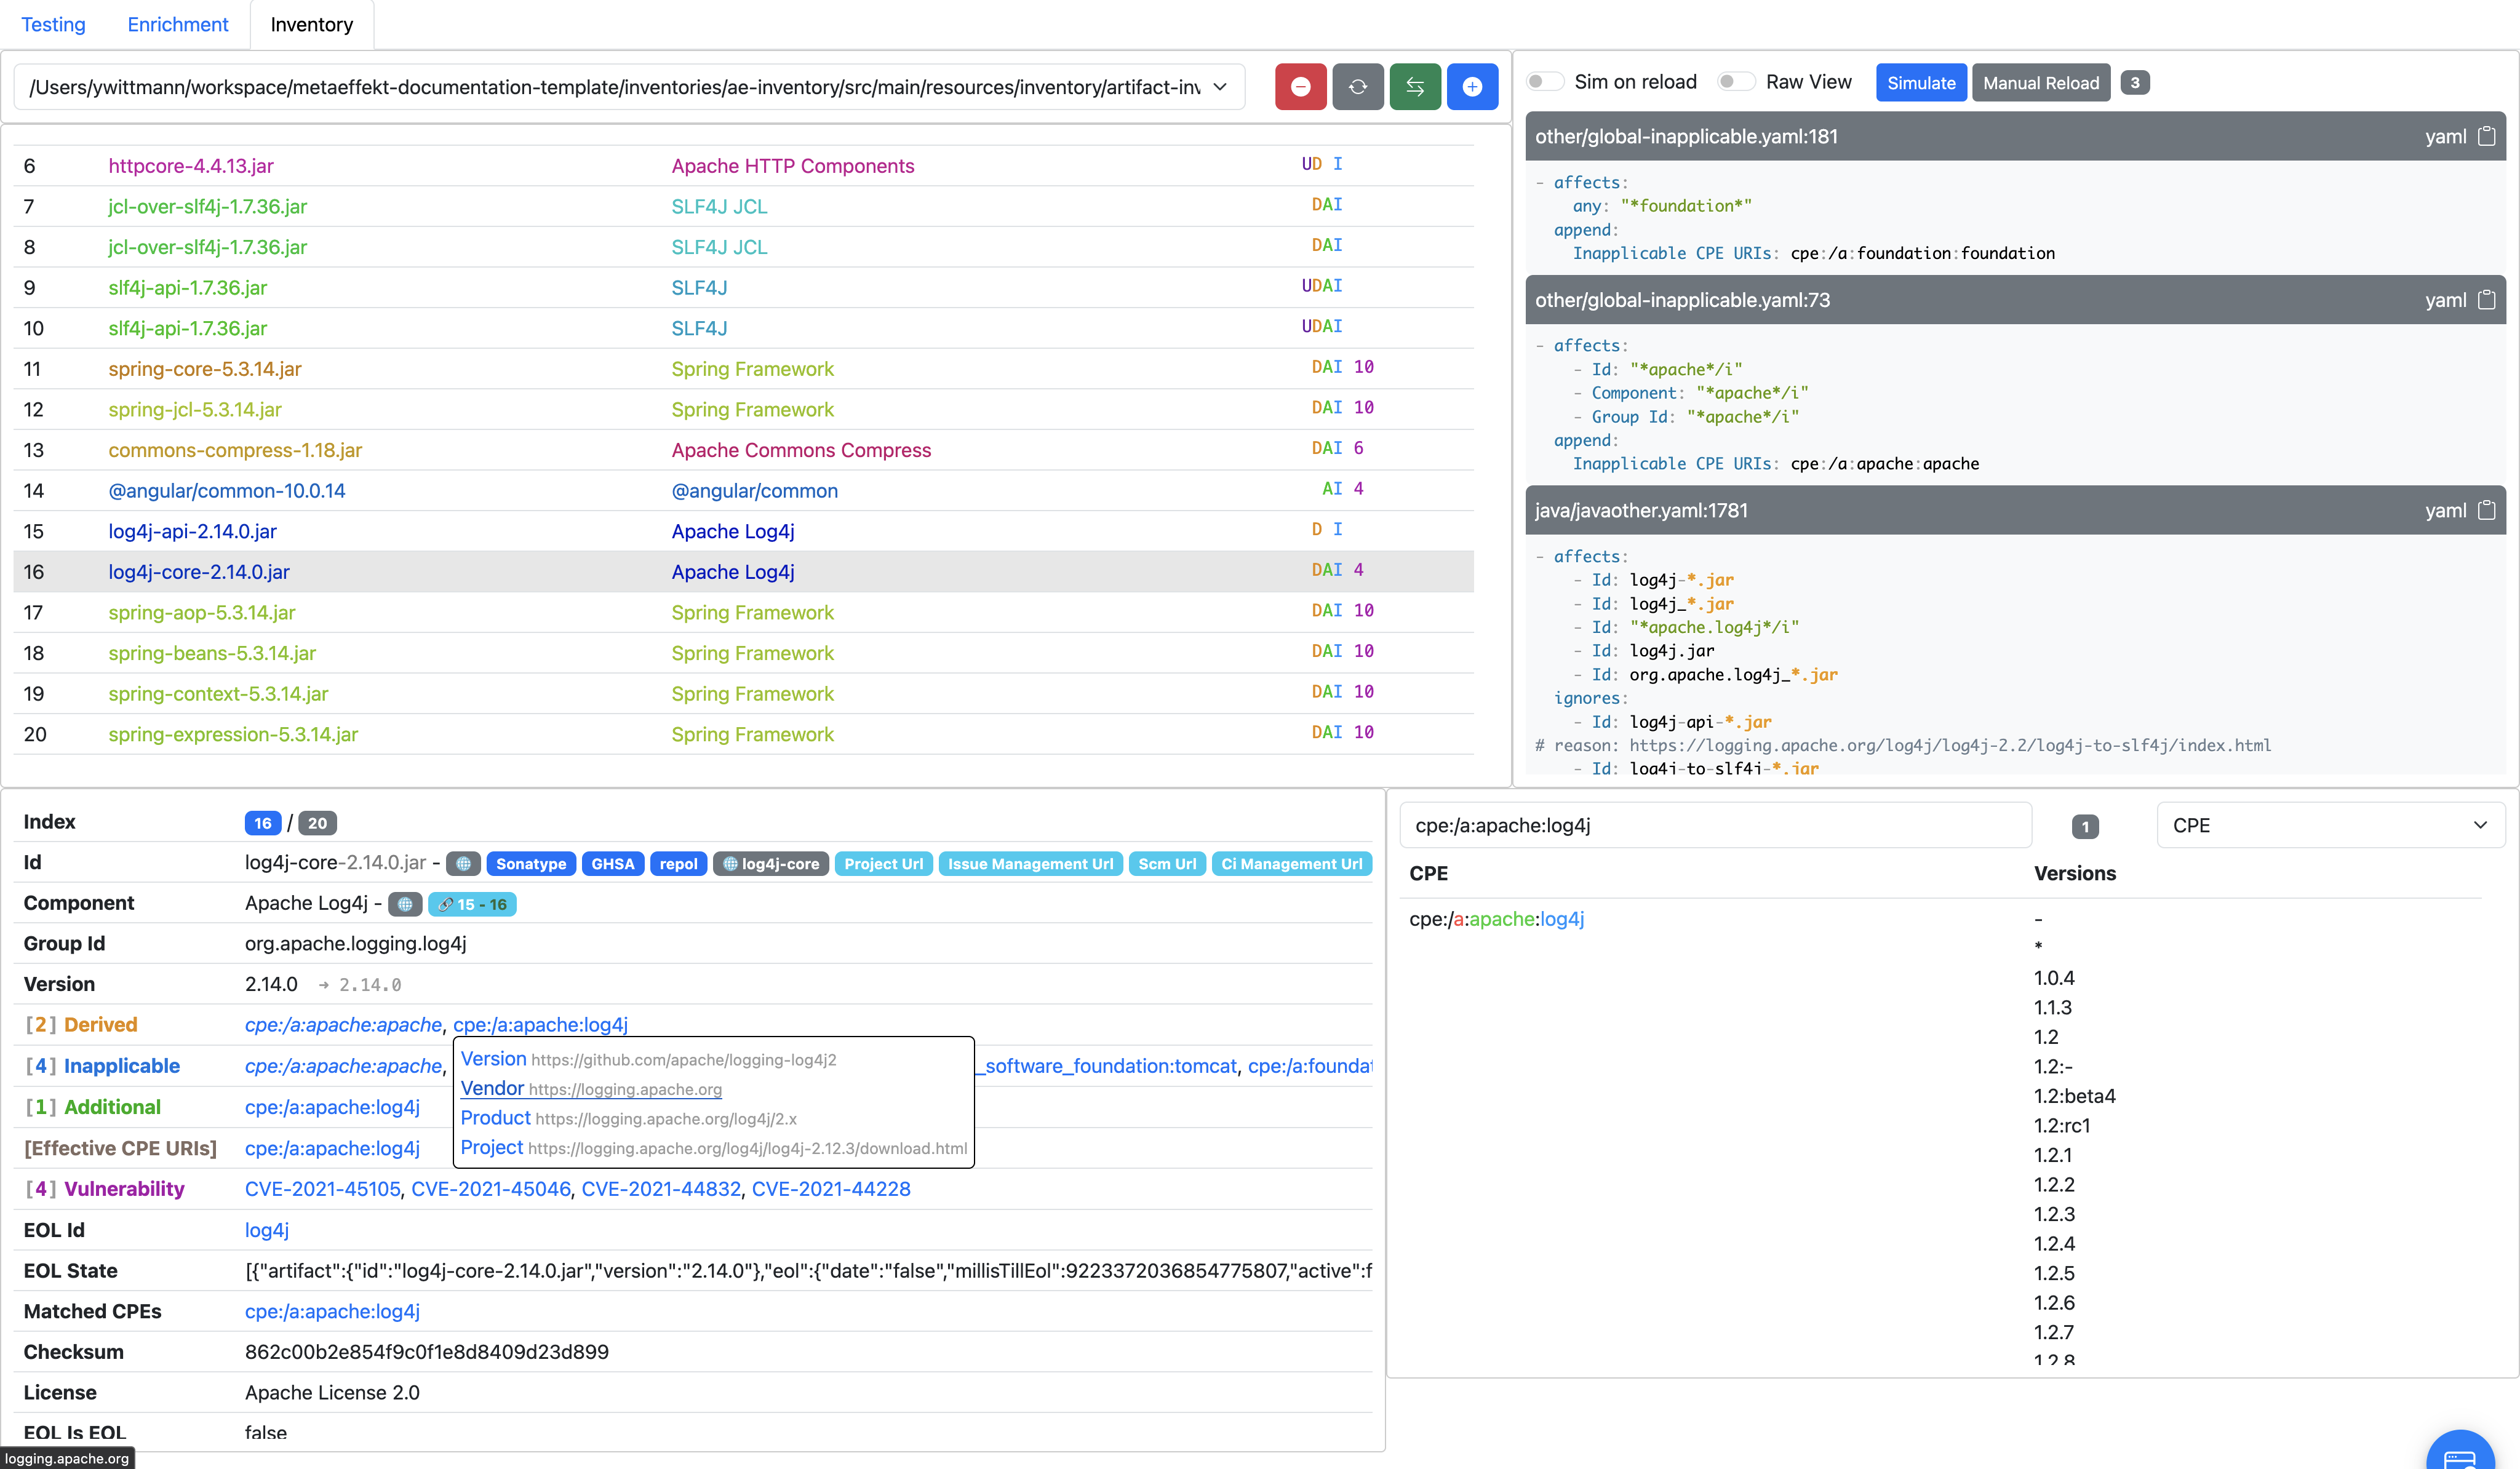 Testing Enrichment Inventory
/Users/ywittmann/workspace/metaeffekt-documentation-template/inventories/ae-inventory/src/main/resources/inventory/artifact-inv
6 httpcore-4.4.13.jar Apache HTTP Components UD I
7 jcl-over-slf4j-1.7.36.jar SLF4J JCL DAI
8 jcl-over-slf4j-1.7.36.jar SLF4J JCL DAI
9 slf4j-api-1.7.36.jar SLF4J UDAI
10 slf4j-api-1.7.36.jar SLF4J UDAI
11 spring-core-5.3.14.jar Spring Framework DAI 10
12 spring-jcl-5.3.14.jar Spring Framework DAI 10
13 commons-compress-1.18.jar Apache Commons Compress DAI 6
14 @angular/common-10.0.14 @angular/common AI 4
15 log4j-api-2.14.0.jar Apache Log4j D I
16 log4j-core-2.14.0.jar Apache Log4j DAI 4
17 spring-aop-5.3.14.jar Spring Framework DAI 10
18 spring-beans-5.3.14.jar Spring Framework DAI 10
19 spring-context-5.3.14.jar Spring Framework DAI 10
20 spring-expression-5.3.14.jar Spring Framework DAI 10
Sim on reload Raw View Simulate Manual Reload 3
other/global-inapplicable.yaml:181 yaml
- affects:
any: "*foundation*"
append:
Inapplicable CPE URIs: cpe:/a:foundation:foundation
other/global-inapplicable.yaml:73 yaml
- affects:
- Id: "*apache*/i"
- Component: "*apache*/i"
- Group Id: "*apache*/i"
append:
Inapplicable CPE URIs: cpe:/a:apache:apache
java/javaother.yaml:1781 yaml
- affects:
- Id: log4j-*.jar
- Id: log4j_*.jar
- Id: "*apache.log4j*/i"
- Id: log4j.jar
- Id: org.apache.log4j_*.jar
ignores:
- Id: log4j-api-*.jar
# reason: https://logging.apache.org/log4j/log4j-2.2/log4j-to-slf4j/index.html
- Id: log4j-to-slf4j-*.jar
Index 16 / 20
Id log4j-core-2.14.0.jar - Sonatype GHSA repol log4j-core Project Url Issue Management Url Scm Url Ci Management Url
Component Apache Log4j - 15 - 16
Group Id org.apache.logging.log4j
Version 2.14.0 → 2.14.0
[2] Derived cpe:/a:apache:apache, cpe:/a:apache:log4j
[4] Inapplicable cpe:/a:apache:apache, _software_foundation:tomcat, cpe:/a:foundat
[1] Additional cpe:/a:apache:log4j
[Effective CPE URIs] cpe:/a:apache:log4j
Version https://github.com/apache/logging-log4j2
Vendor https://logging.apache.org
Product https://logging.apache.org/log4j/2.x
Project https://logging.apache.org/log4j/log4j-2.12.3/download.html
[4] Vulnerability CVE-2021-45105, CVE-2021-45046, CVE-2021-44832, CVE-2021-44228
EOL Id log4j
EOL State [{"artifact":{"id":"log4j-core-2.14.0.jar","version":"2.14.0"},"eol":{"date":"false","millisTillEol":9223372036854775807,"active":f
Matched CPEs cpe:/a:apache:log4j
Checksum 862c00b2e854f9c0f1e8d8409d23d899
License Apache License 2.0
EOL Is EOL false
logging.apache.org
cpe:/a:apache:log4j 1 CPE
CPE Versions
cpe:/a:apache:log4j -
*
1.0.4
1.1.3
1.2
1.2:-
1.2:beta4
1.2:rc1
1.2.1
1.2.2
1.2.3
1.2.4
1.2.5
1.2.6
1.2.7
1.2.8